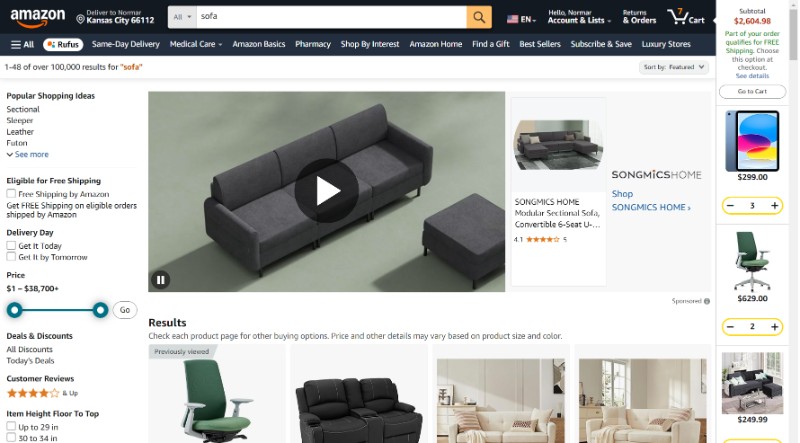 amazon
Deliver to Normar
Kansas City 66112
All
sofa
EN
Hello, Normar
Account & Lists
Returns
& Orders
7
Cart
All
Rufus
Same-Day Delivery
Medical Care
Amazon Basics
Pharmacy
Shop By Interest
Amazon Home
Find a Gift
Best Sellers
Subscribe & Save
Luxury Stores
1-48 of over 100,000 results for "sofa"
Sort by: Featured
Popular Shopping Ideas
Sectional
Sleeper
Leather
Futon
See more
Eligible for Free Shipping
Free Shipping by Amazon
Get FREE Shipping on eligible orders
shipped by Amazon
Delivery Day
Get It Today
Get It by Tomorrow
Price
$1 – $38,700+
Go
Deals & Discounts
All Discounts
Today's Deals
Customer Reviews
& Up
Item Height Floor To Top
Up to 29 in
30 to 34 in
SONGMICS HOME
Modular Sectional Sofa,
Convertible 6-Seat U-...
4.1
5
SONGMICSHOME
Shop
SONGMICS HOME ›
Sponsored
Results
Check each product page for other buying options. Price and other details may vary based on product size and color.
Previously viewed
Subtotal
$2,604.98
Part of your order
qualifies for FREE
Shipping. Choose
this option at
checkout.
See details
Go to Cart
$299.00
− 3 +
$629.00
− 2 +
$249.99